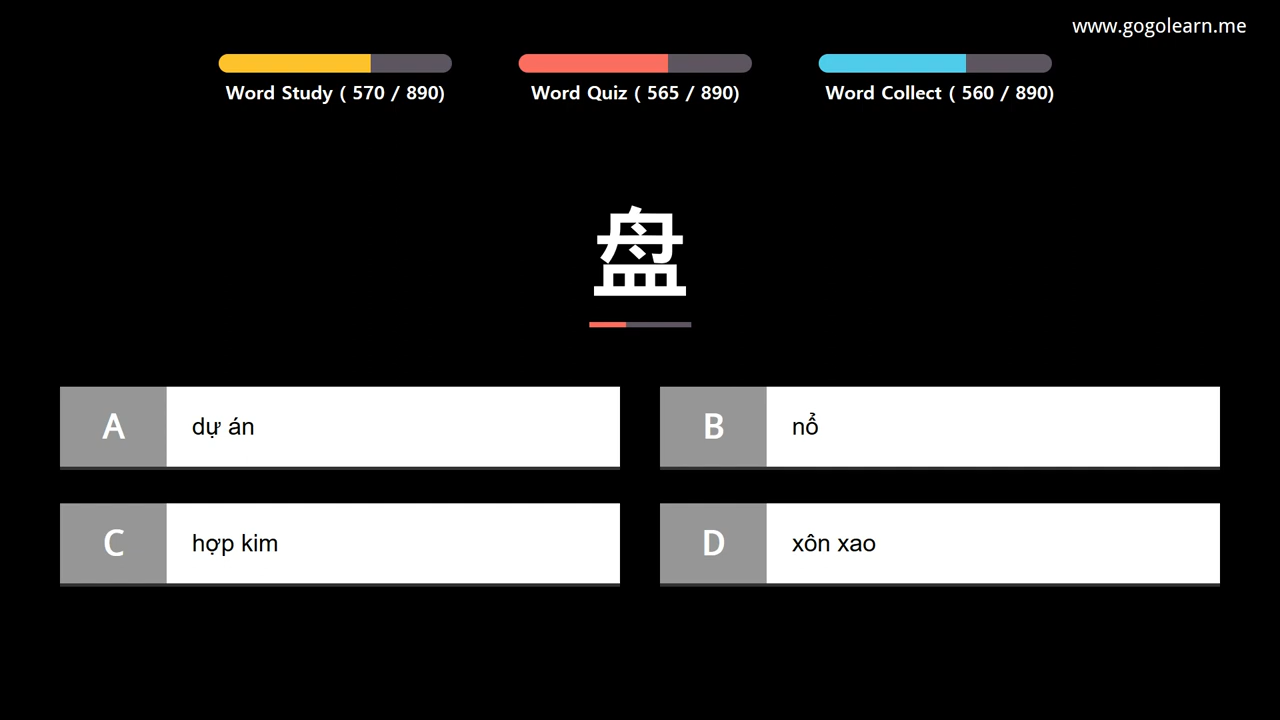 www.gogolearn.me
Word Study ( 570 / 890)
Word Quiz ( 565 / 890)
Word Collect ( 560 / 890)
盘
A dự án
B nổ
C hợp kim
D xôn xao